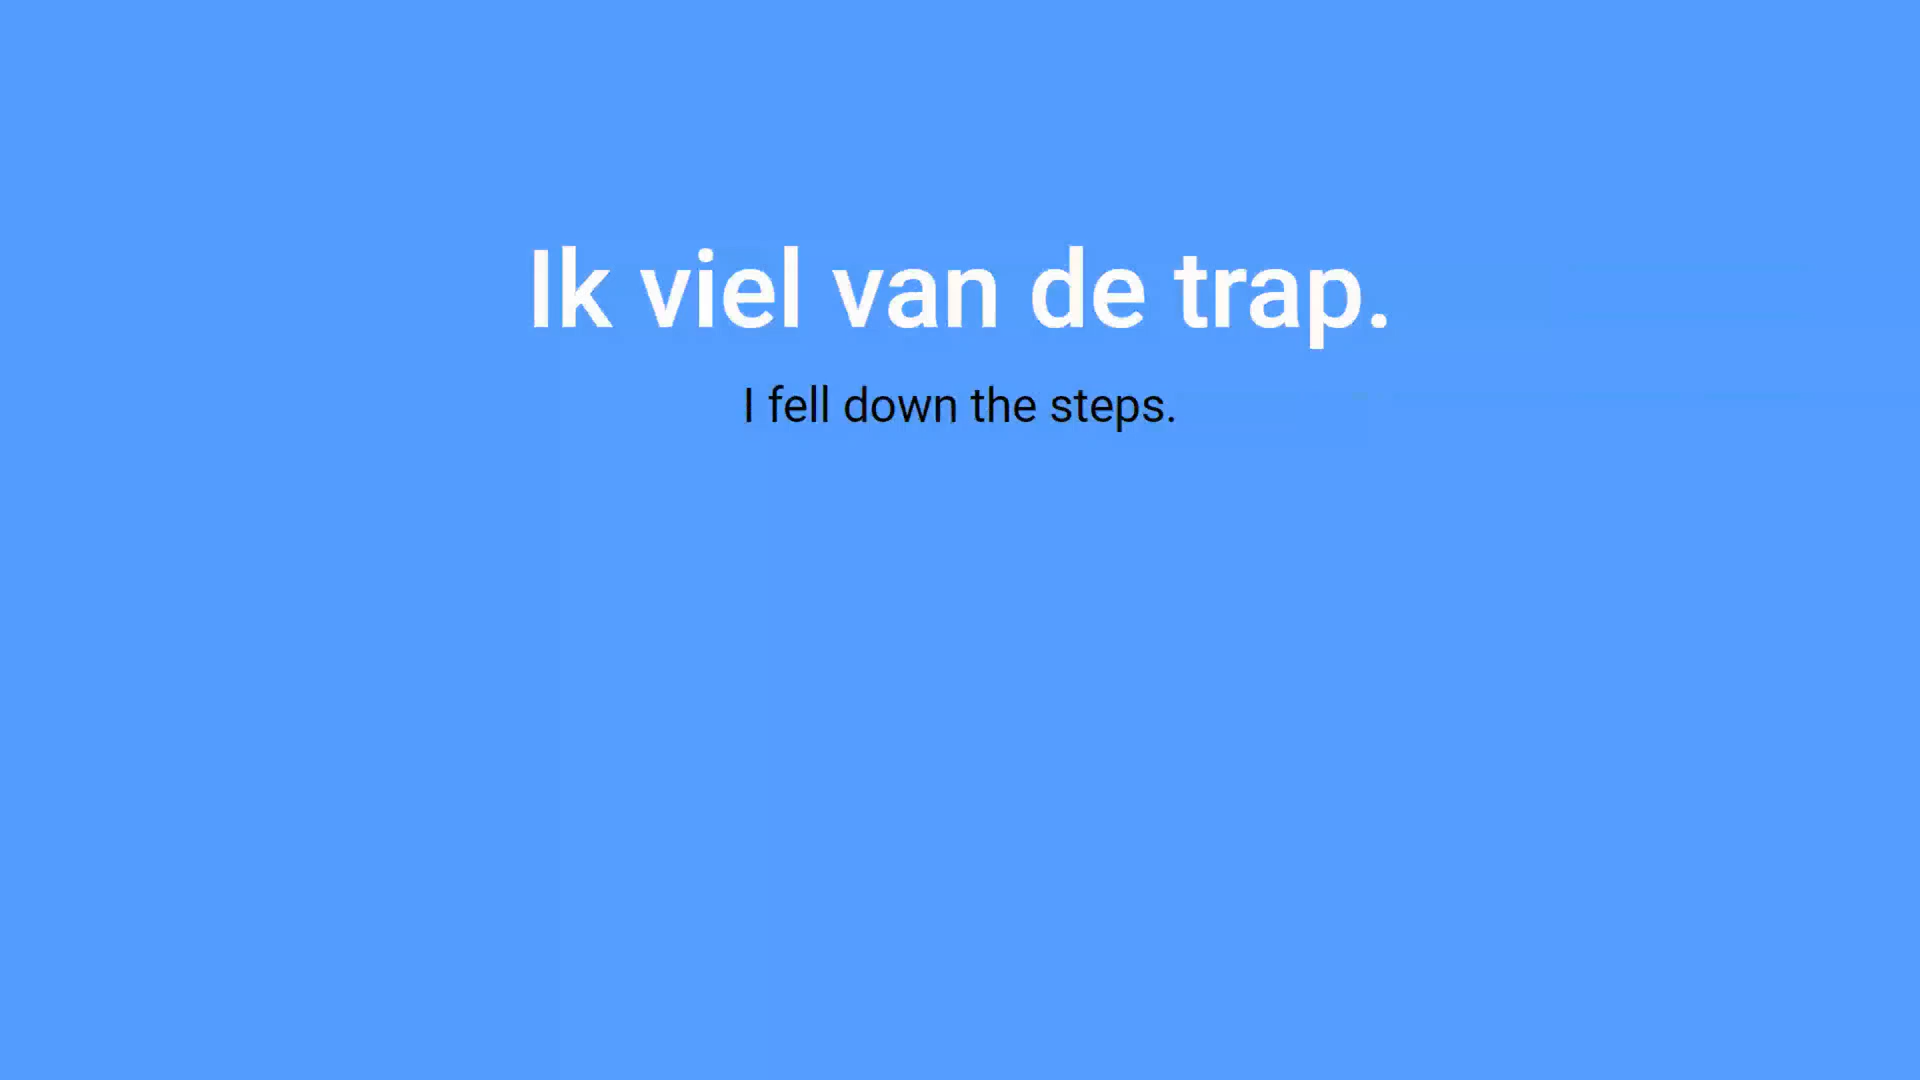 Ik viel van de trap.
I fell down the steps.